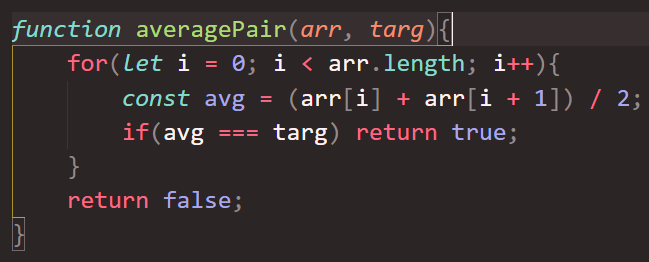 function averagePair(arr, targ){
    for(let i = 0; i < arr.length; i++){
        const avg = (arr[i] + arr[i + 1]) / 2;
        if(avg === targ) return true;
    }
    return false;
}